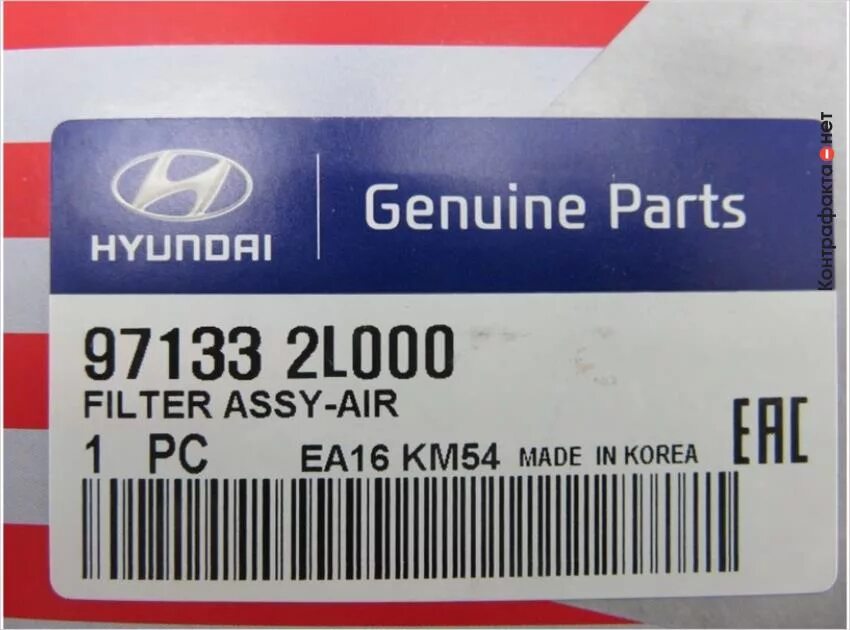 HYUNDAI
Genuine Parts
97133 2L000
FILTER ASSY-AIR
1 PC EA16 KM54 MADE IN KOREA
EAC
Контрафакта нет